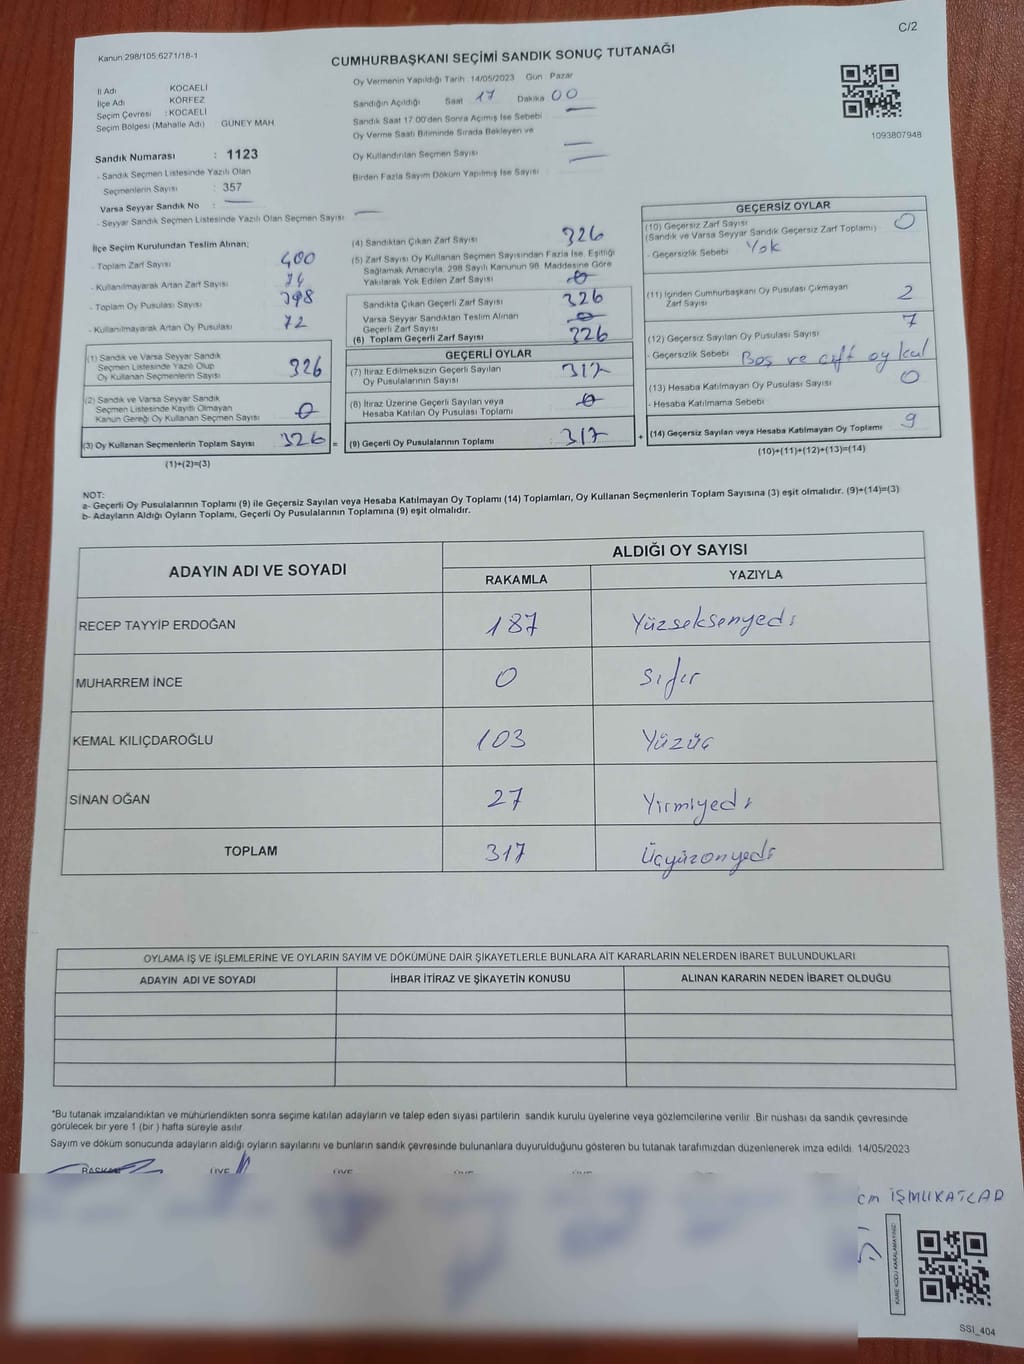 C/2
Kanun:298/105;6271/18-1
CUMHURBAŞKANI SEÇİMİ SANDIK SONUÇ TUTANAĞI
Oy Vermenin Yapıldığı Tarih :14/05/2023 Gün : Pazar
İl Adı KOCAELİ
İlçe Adı KÖRFEZ
Seçim Çevresi : KOCAELİ
Seçim Bölgesi (Mahalle Adı) GÜNEY MAH
Sandığın Açıldığı Saat 17 Dakika 00
Sandık Saat 17.00'den Sonra Açımış İse Sebebi
Oy Verme Saati Bitiminde Sırada Bekleyen ve
Oy Kullandırılan Seçmen Sayısı
Birden Fazla Sayım Döküm Yapılmış İse Sayısı
1093807948
Sandık Numarası : 1123
- Sandık Seçmen Listesinde Yazılı Olan
Seçmenlerin Sayısı : 357
Varsa Seyyar Sandık No :
- Seyyar Sandık Seçmen Listesinde Yazılı Olan Seçmen Sayısı:
İlçe Seçim Kurulundan Teslim Alınan;
- Toplam Zarf Sayısı 400
- Kullanılmayarak Artan Zarf Sayısı 74
- Toplam Oy Pusulası Sayısı 398
- Kullanılmayarak Artan Oy Pusulası 72
(1) Sandık ve Varsa Seyyar Sandık
Seçmen Listesinde Yazılı Olup
Oy Kullanan Seçmenlerin Sayısı 326
(2) Sandık ve Varsa Seyyar Sandık
Seçmen Listesinde Kayıtlı Olmayan
Kanun Gereği Oy Kullanan Seçmen Sayısı 0
(3) Oy Kullanan Seçmenlerin Toplam Sayısı 326 =
(1)+(2)=(3)
(4) Sandıktan Çıkan Zarf Sayısı 326
(5) Zarf Sayısı Oy Kullanan Seçmen Sayısından Fazla İse, Eşitliği
Sağlamak Amacıyla, 298 Sayılı Kanunun 98. Maddesine Göre
Yakılarak Yok Edilen Zarf Sayısı 0
Sandıkta Çıkan Geçerli Zarf Sayısı 326
Varsa Seyyar Sandıktan Teslim Alınan
Geçerli Zarf Sayısı 0
(6) Toplam Geçerli Zarf Sayısı 326
GEÇERLİ OYLAR
(7) İtiraz Edilmeksizin Geçerli Sayılan
Oy Pusulalarının Sayısı 317
(8) İtiraz Üzerine Geçerli Sayılan veya
Hesaba Katılan Oy Pusulası Toplamı 0
(9) Geçerli Oy Pusulalarının Toplamı : 317 +
GEÇERSİZ OYLAR
(10) Geçersiz Zarf Sayısı 0
(Sandık ve Varsa Seyyar Sandık Geçersiz Zarf Toplamı)
- Geçersizlik Sebebi Yok
(11) İçinden Cumhurbaşkanı Oy Pusulası Çıkmayan
Zarf Sayısı 2
(12) Geçersiz Sayılan Oy Pusulası Sayısı 7
- Geçersizlik Sebebi Boş ve çift oy kul
(13) Hesaba Katılmayan Oy Pusulası Sayısı 0
- Hesaba Katılmama Sebebi
(14) Geçersiz Sayılan veya Hesaba Katılmayan Oy Toplamı 9
(10)+(11)+(12)+(13)=(14)
NOT:
a- Geçerli Oy Pusulalarının Toplamı (9) ile Geçersiz Sayılan veya Hesaba Katılmayan Oy Toplamı (14) Toplamları, Oy Kullanan Seçmenlerin Toplam Sayısına (3) eşit olmalıdır. (9)+(14)=(3)
b- Adayların Aldığı Oyların Toplamı, Geçerli Oy Pusulalarının Toplamına (9) eşit olmalıdır.
ADAYIN ADI VE SOYADI ALDIĞI OY SAYISI
RAKAMLA YAZIYLA
RECEP TAYYİP ERDOĞAN 187 Yüzseksenyedi
MUHARREM İNCE 0 Sıfır
KEMAL KILIÇDAROĞLU 103 Yüzüç
SİNAN OĞAN 27 Yirmiyedi
TOPLAM 317 Üçyüzonyedi
OYLAMA İŞ VE İŞLEMLERİNE VE OYLARIN SAYIM VE DÖKÜMÜNE DAİR ŞİKAYETLERLE BUNLARA AİT KARARLARIN NELERDEN İBARET BULUNDUKLARI
ADAYIN ADI VE SOYADI İHBAR İTİRAZ VE ŞİKAYETİN KONUSU ALINAN KARARIN NEDEN İBARET OLDUĞU
*Bu tutanak imzalandıktan ve mühürlendikten sonra seçime katılan adayların ve talep eden siyasi partilerin sandık kurulu üyelerine veya gözlemcilerine verilir. Bir nüshası da sandık çevresinde
görülecek bir yere 1 (bir ) hafta süreyle asılır.
Sayım ve döküm sonucunda adayların aldığı oyların sayılarını ve bunların sandık çevresinde bulunanlara duyurulduğunu gösteren bu tutanak tarafımızdan düzenlenerek imza edildi. 14/05/2023
BAŞKAN ÜYE ÜYE
KARE KODU KARALAMAYINIZ!
SSİ_404